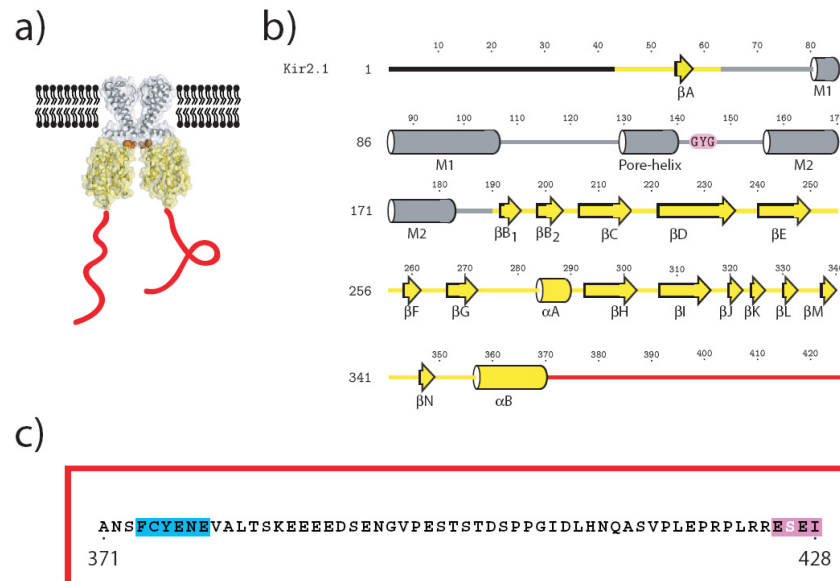 a)
b)
10 20 30 40 50 60 70 80
Kir2.1 1
βA M1
90 100 110 120 130 140 150 160 170
86 GYG
M1 Pore-helix M2
180 190 200 210 220 230 240 250
171
M2 βB1 βB2 βC βD βE
260 270 280 290 300 310 320 330 340
256
βF βG αA βH βI βJ βK βL βM
350 360 370 380 390 400 410 420
341
βN αB
c)
ANSFCYENEVALTSKEEEEDSENGVPESTSTDSPPGIDLHNQASVPLEPRPLRRESEI
371 428